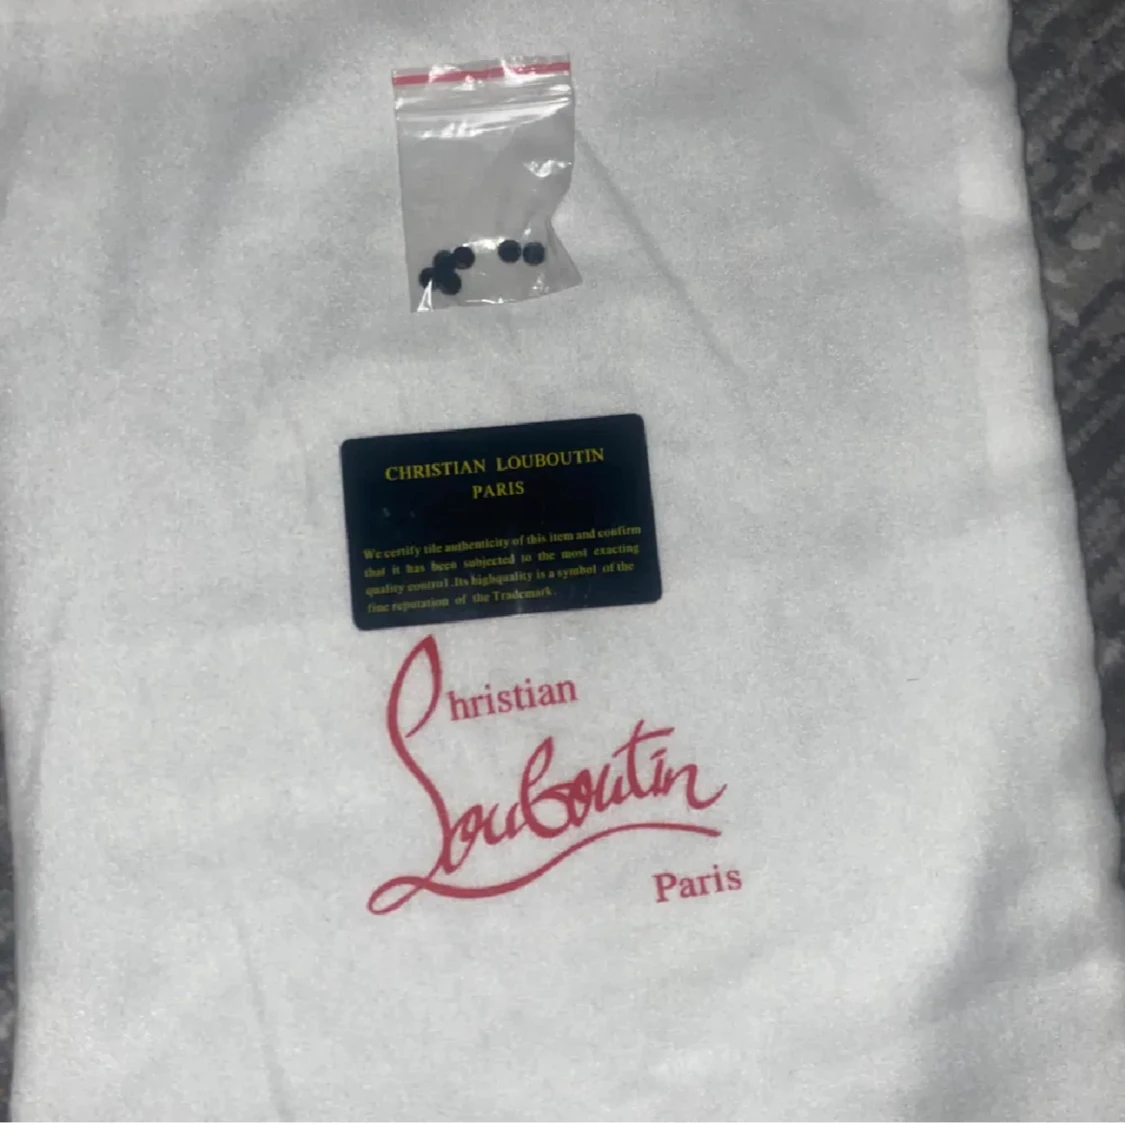 CHRISTIAN LOUBOUTIN
PARIS
We certify tile authenticity of this item and confirm
that it has been subjected to the most exacting
quality control .Its highquality is a symbol of the
fine reputation of the Trademark.
Christian
Louboutin
Paris